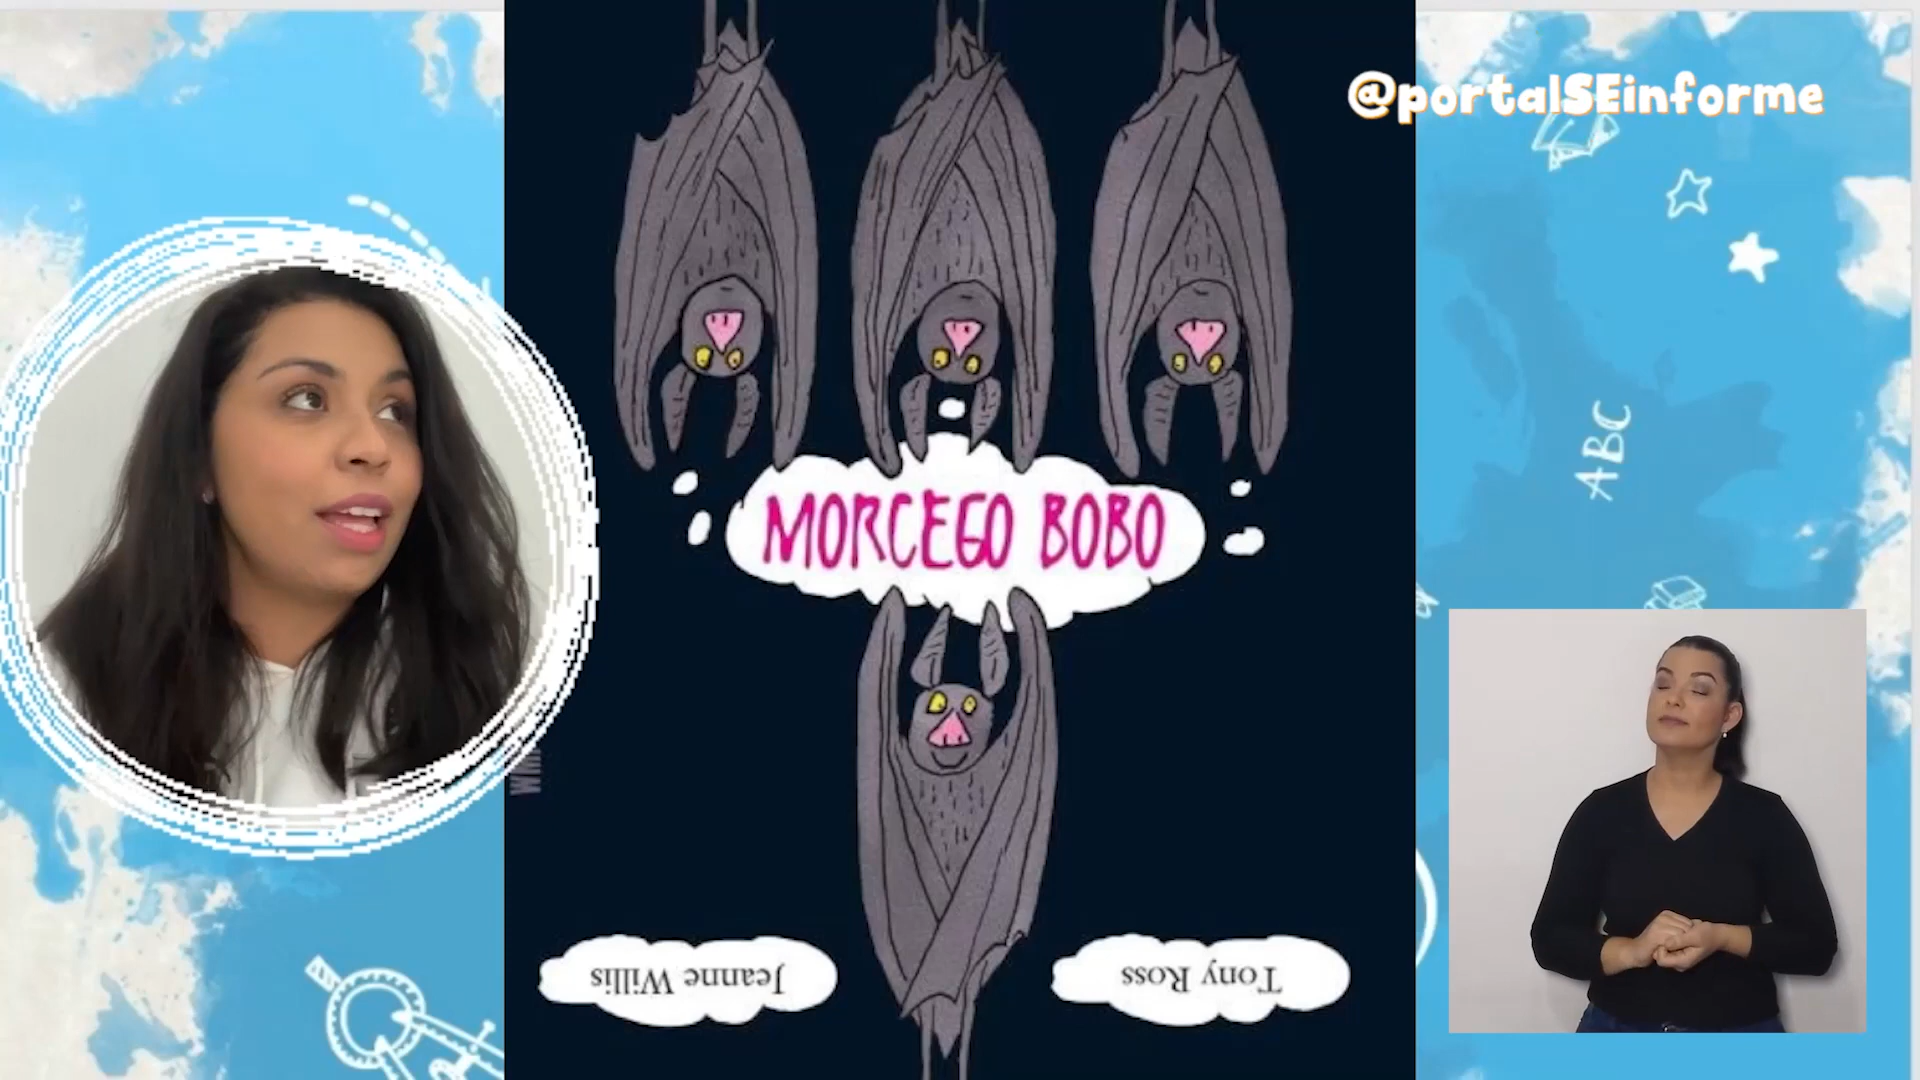 @portalSEinforme
ABC
MORCEGO BOBO
Jeanne Willis
Tony Ross